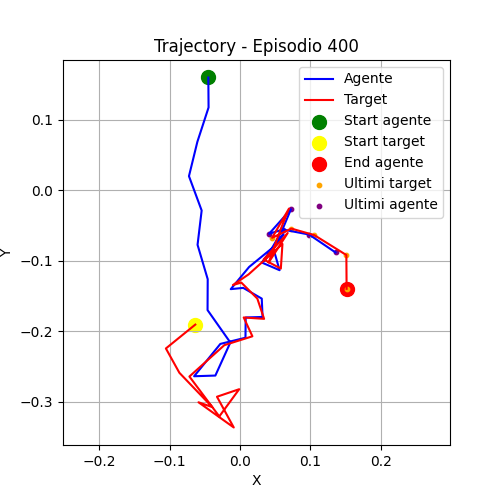 Trajectory - Episodio 400
Agente
Target
Start agente
Start target
End agente
Ultimi target
Ultimi agente
Y
0.1
0.0
−0.1
−0.2
−0.3
−0.2
−0.1
0.0
0.1
0.2
X